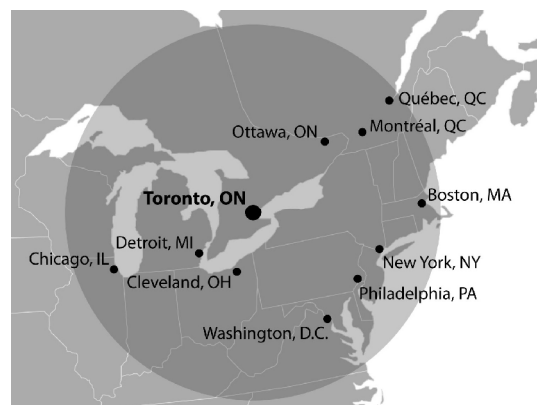 Québec, QC
Montréal, QC
Ottawa, ON
Toronto, ON
Boston, MA
Detroit, MI
Chicago, IL
New York, NY
Cleveland, OH
Philadelphia, PA
Washington, D.C.